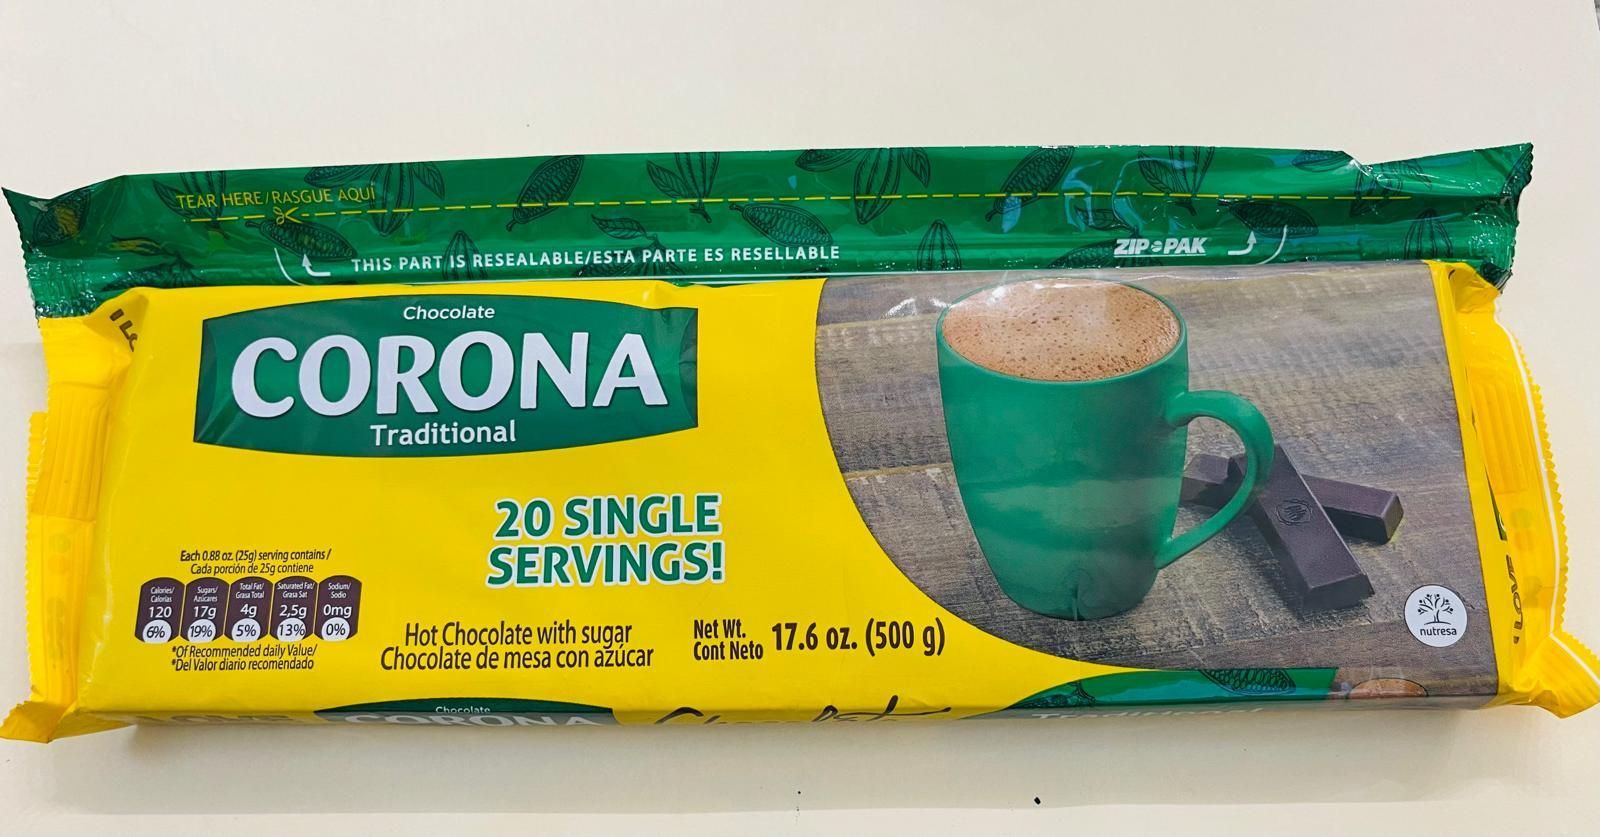 TEAR HERE/RASGUE AQUÍ
THIS PART IS RESEALABLE/ESTA PARTE ES RESELLABLE
ZIP PAK
Chocolate
CORONA
Traditional
20 SINGLE
SERVINGS!
Each 0.88 oz. (25g) serving contains /
Cada porción de 25g contiene
Calories/
Calorías
120
6%
Sugars/
Azúcares
17g
19%
Total Fat/
Grasa Total
4g
5%
Saturated Fat/
Grasa Sat
2,5g
13%
Sodium/
Sodio
0mg
0%
*Of Recommended daily Value/
*Del Valor diario recomendado
Hot Chocolate with sugar
Chocolate de mesa con azúcar
Net Wt.
Cont Neto
17.6 oz. (500 g)
nutresa
Chocolate
CORONA